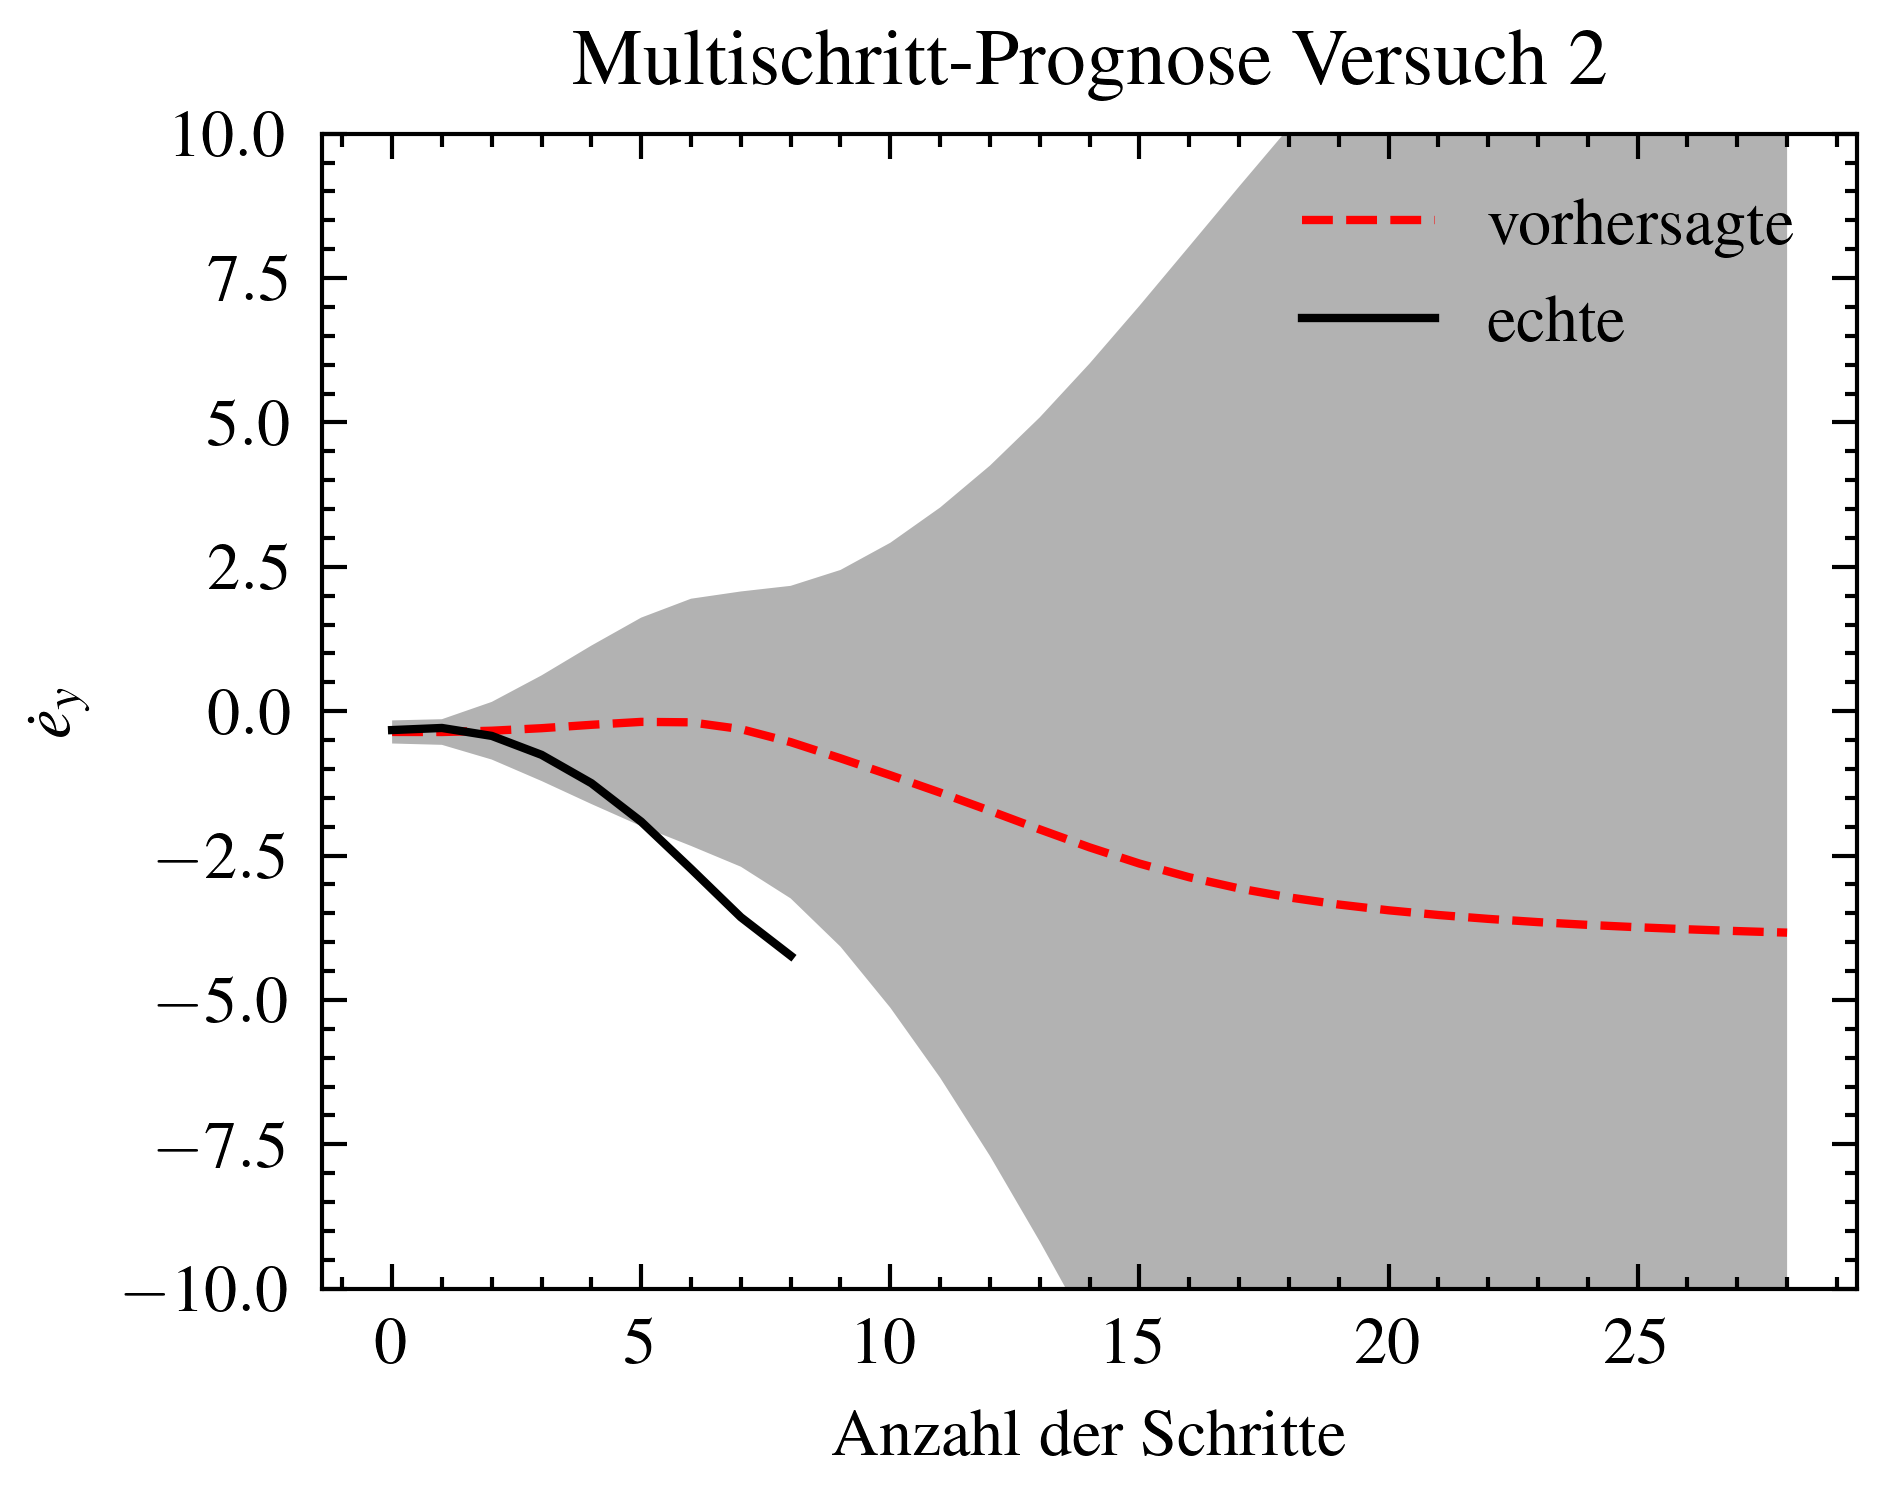 Multischritt-Prognose Versuch 2
10.0
7.5
5.0
2.5
0.0
−2.5
−5.0
−7.5
−10.0
ėy
vorhersagte
echte
0 5 10 15 20 25
Anzahl der Schritte